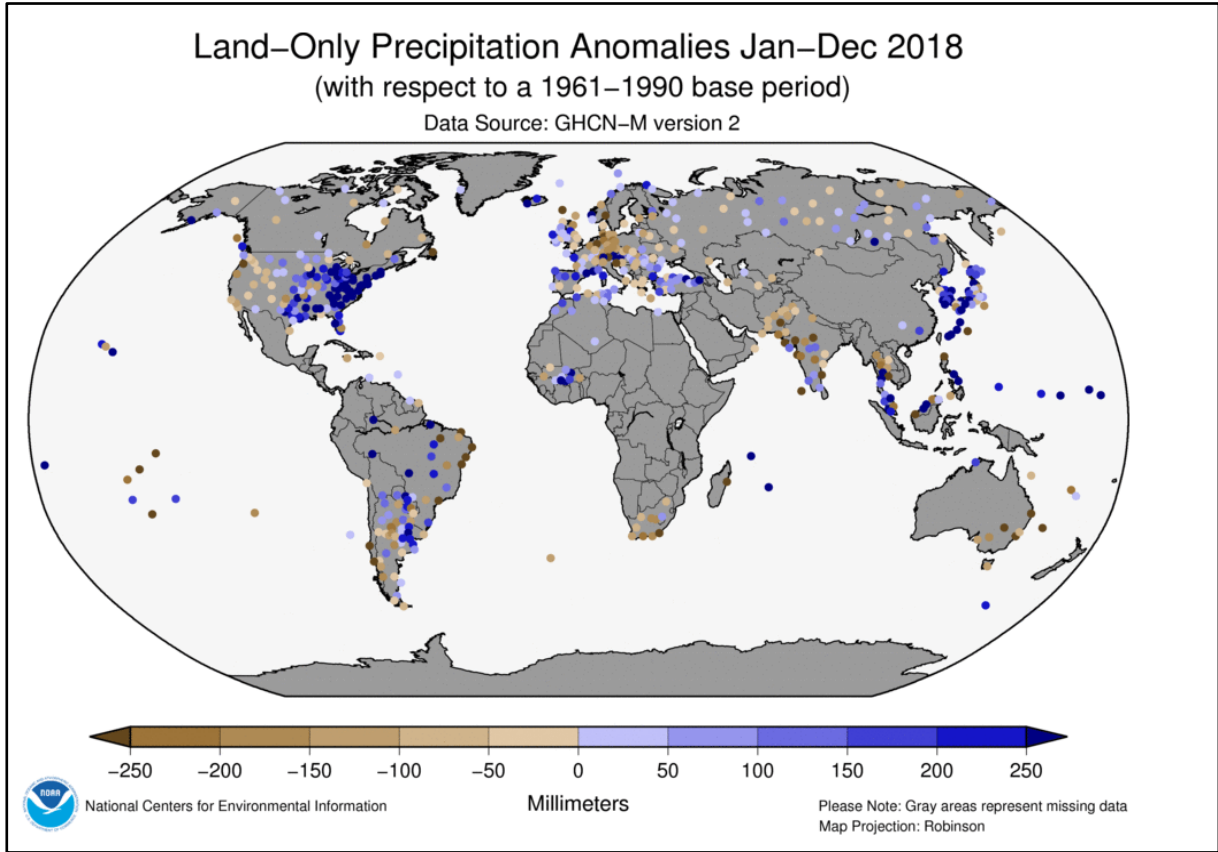 Land−Only Precipitation Anomalies Jan−Dec 2018
(with respect to a 1961−1990 base period)
Data Source: GHCN−M version 2
−250 −200 −150 −100 −50 0 50 100 150 200 250
NOAA
National Centers for Environmental Information
Millimeters
Please Note: Gray areas represent missing data
Map Projection: Robinson